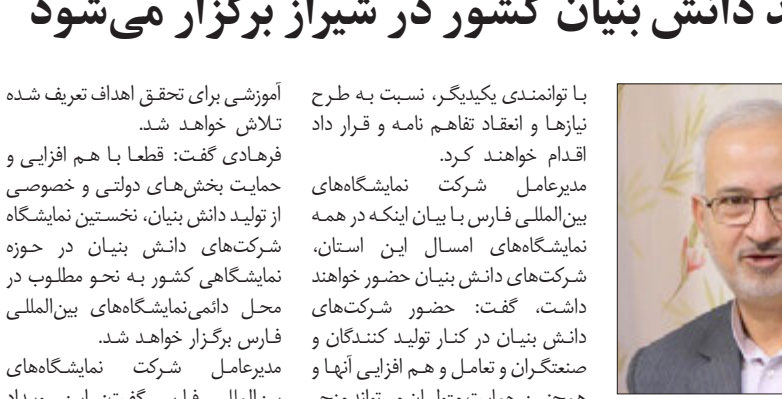 دانش بنیان کشور در شیراز برگزار می‌شود
با توانمندی یکیدیگر، نسبت به طرح
نیازها و انعقاد تفاهم نامه و قرار داد
اقدام خواهند کرد.
مدیرعامل شرکت نمایشگاه‌های
بین‌المللی فارس با بیان اینکه در همه
نمایشگاه‌های امسال این استان،
شرکت‌های دانش بنیان حضور خواهند
داشت، گفت: حضور شرکت‌های
دانش بنیان در کنار تولید کنندگان و
صنعتگران و تعامل و هم افزایی آنها و
آموزشی برای تحقق اهداف تعریف شده
تلاش خواهد شد.
فرهادی گفت: قطعا با هم افزایی و
حمایت بخش‌های دولتی و خصوصی
از تولید دانش بنیان، نخستین نمایشگاه
شرکت‌های دانش بنیان در حوزه
نمایشگاهی کشور به نحو مطلوب در
محل دائمی‌نمایشگاه‌های بین‌المللی
فارس برگزار خواهد شد.
مدیرعامل شرکت نمایشگاه‌های